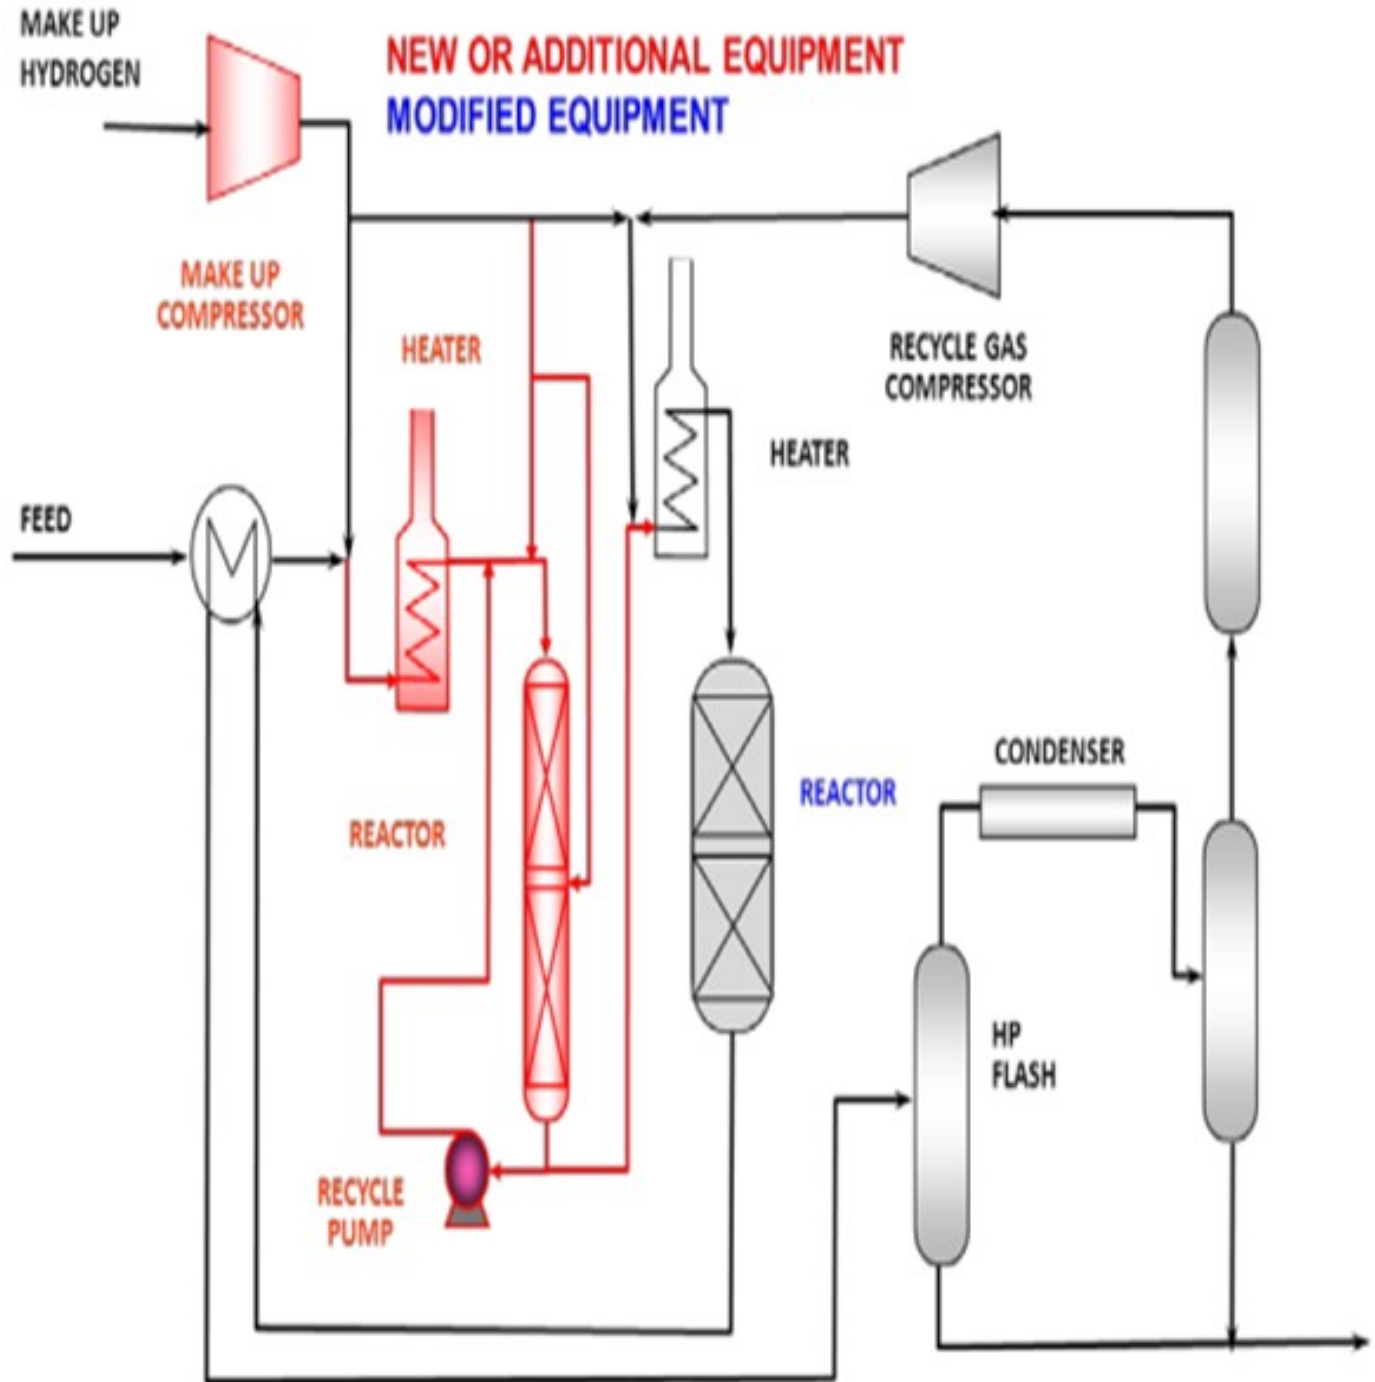 MAKE UP
HYDROGEN
NEW OR ADDITIONAL EQUIPMENT
MODIFIED EQUIPMENT
MAKE UP
COMPRESSOR
HEATER
RECYCLE GAS
COMPRESSOR
HEATER
FEED
CONDENSER
REACTOR
REACTOR
HP
FLASH
RECYCLE
PUMP